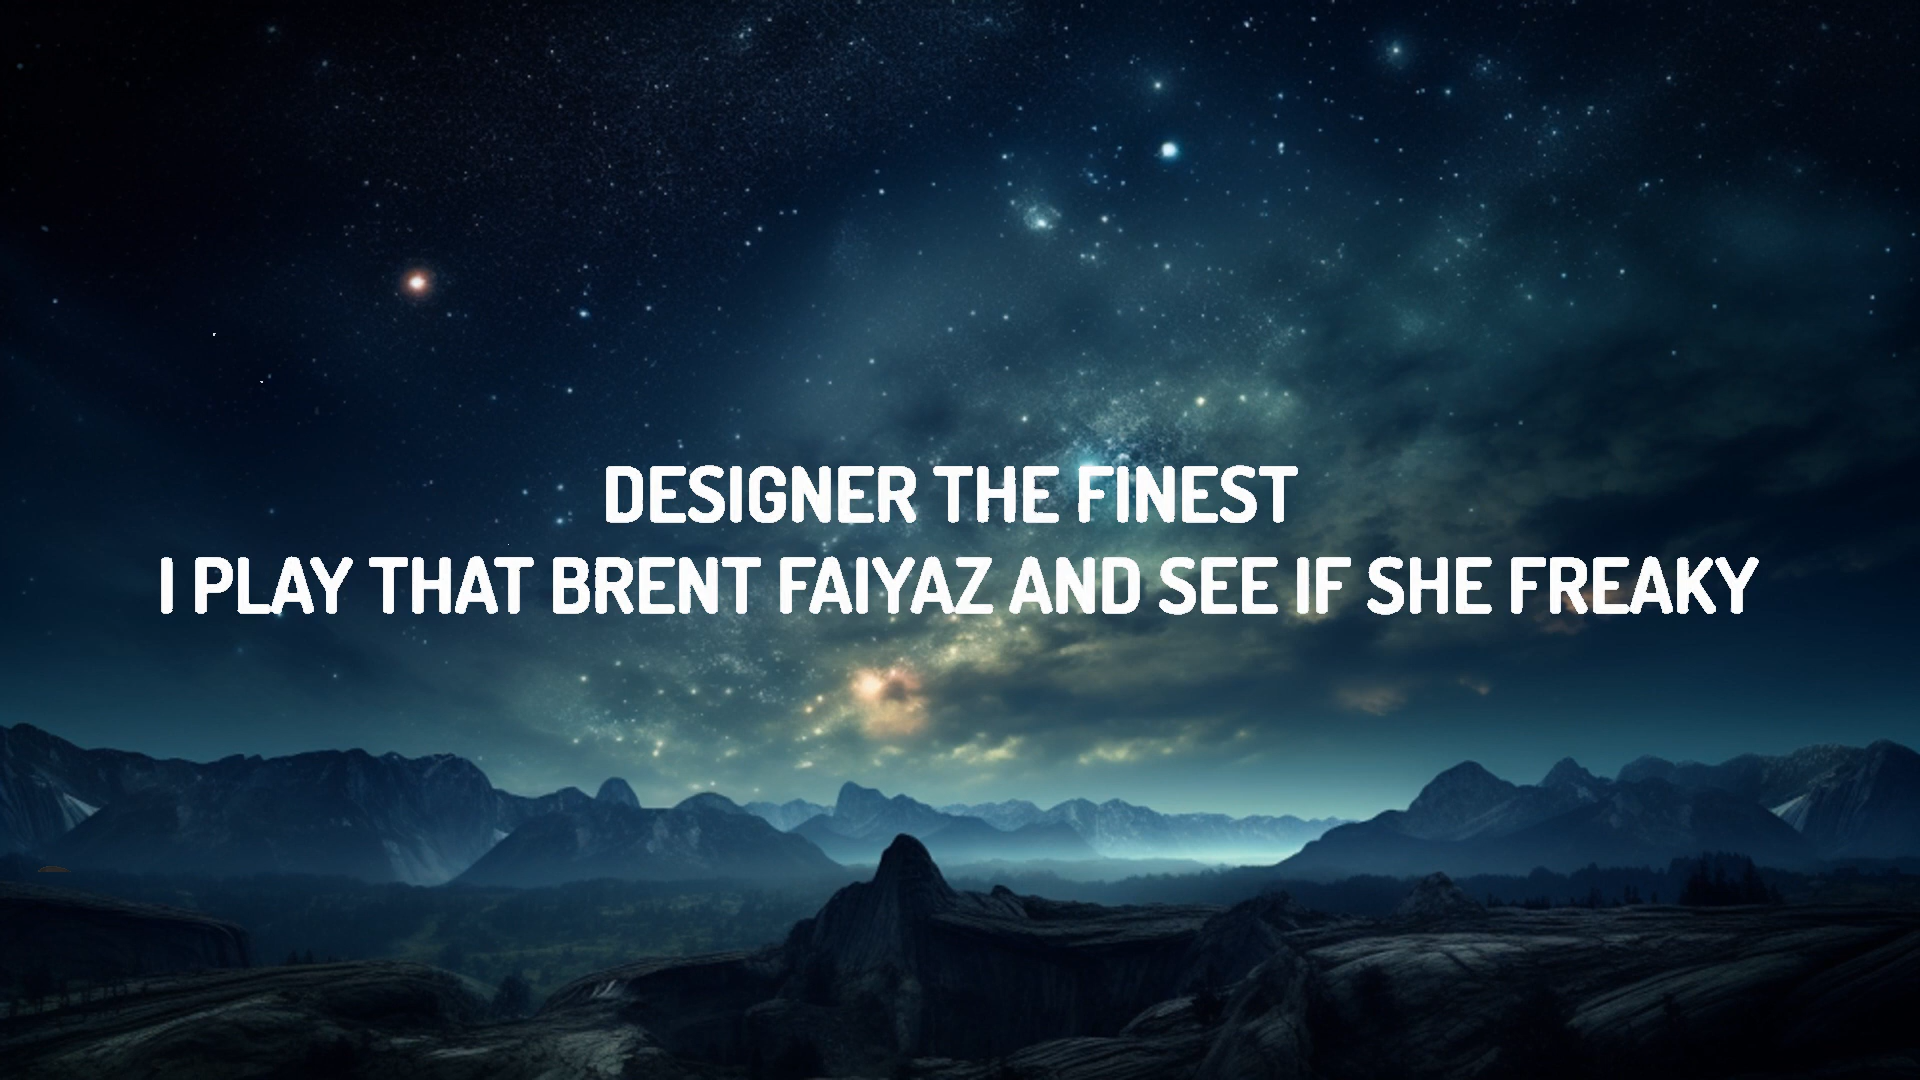 DESIGNER THE FINEST
I PLAY THAT BRENT FAIYAZ AND SEE IF SHE FREAKY